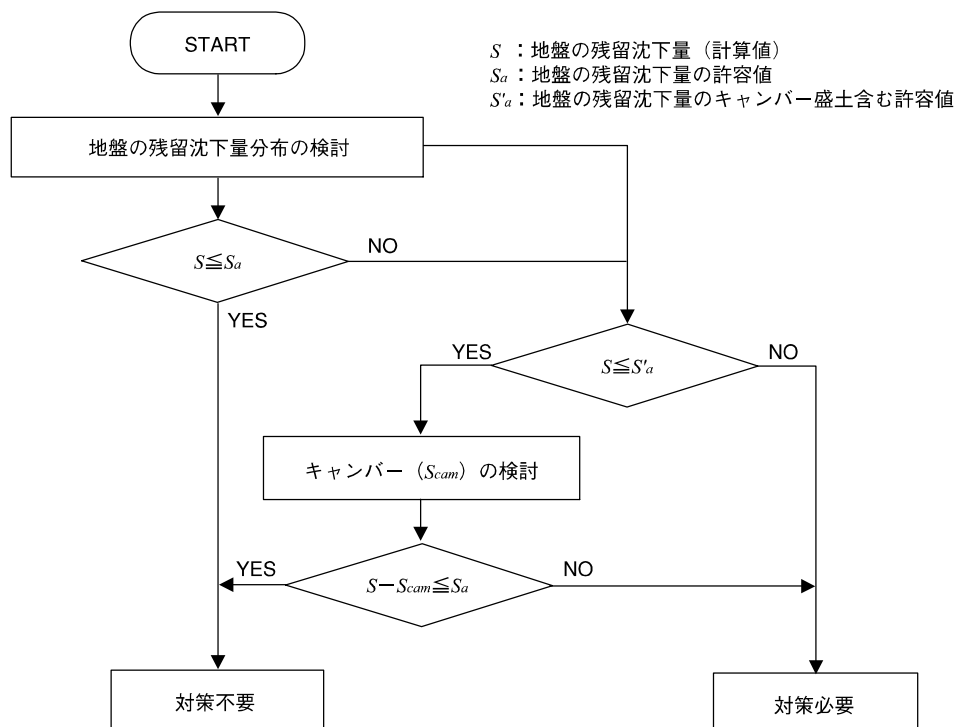 START
S ：地盤の残留沈下量（計算値）
Sa：地盤の残留沈下量の許容値
S'a：地盤の残留沈下量のキャンバー盛土含む許容値
地盤の残留沈下量分布の検討
S≦Sa
NO
YES
S≦S'a
YES
NO
キャンバー（Scam）の検討
S－Scam≦Sa
YES
NO
対策不要
対策必要